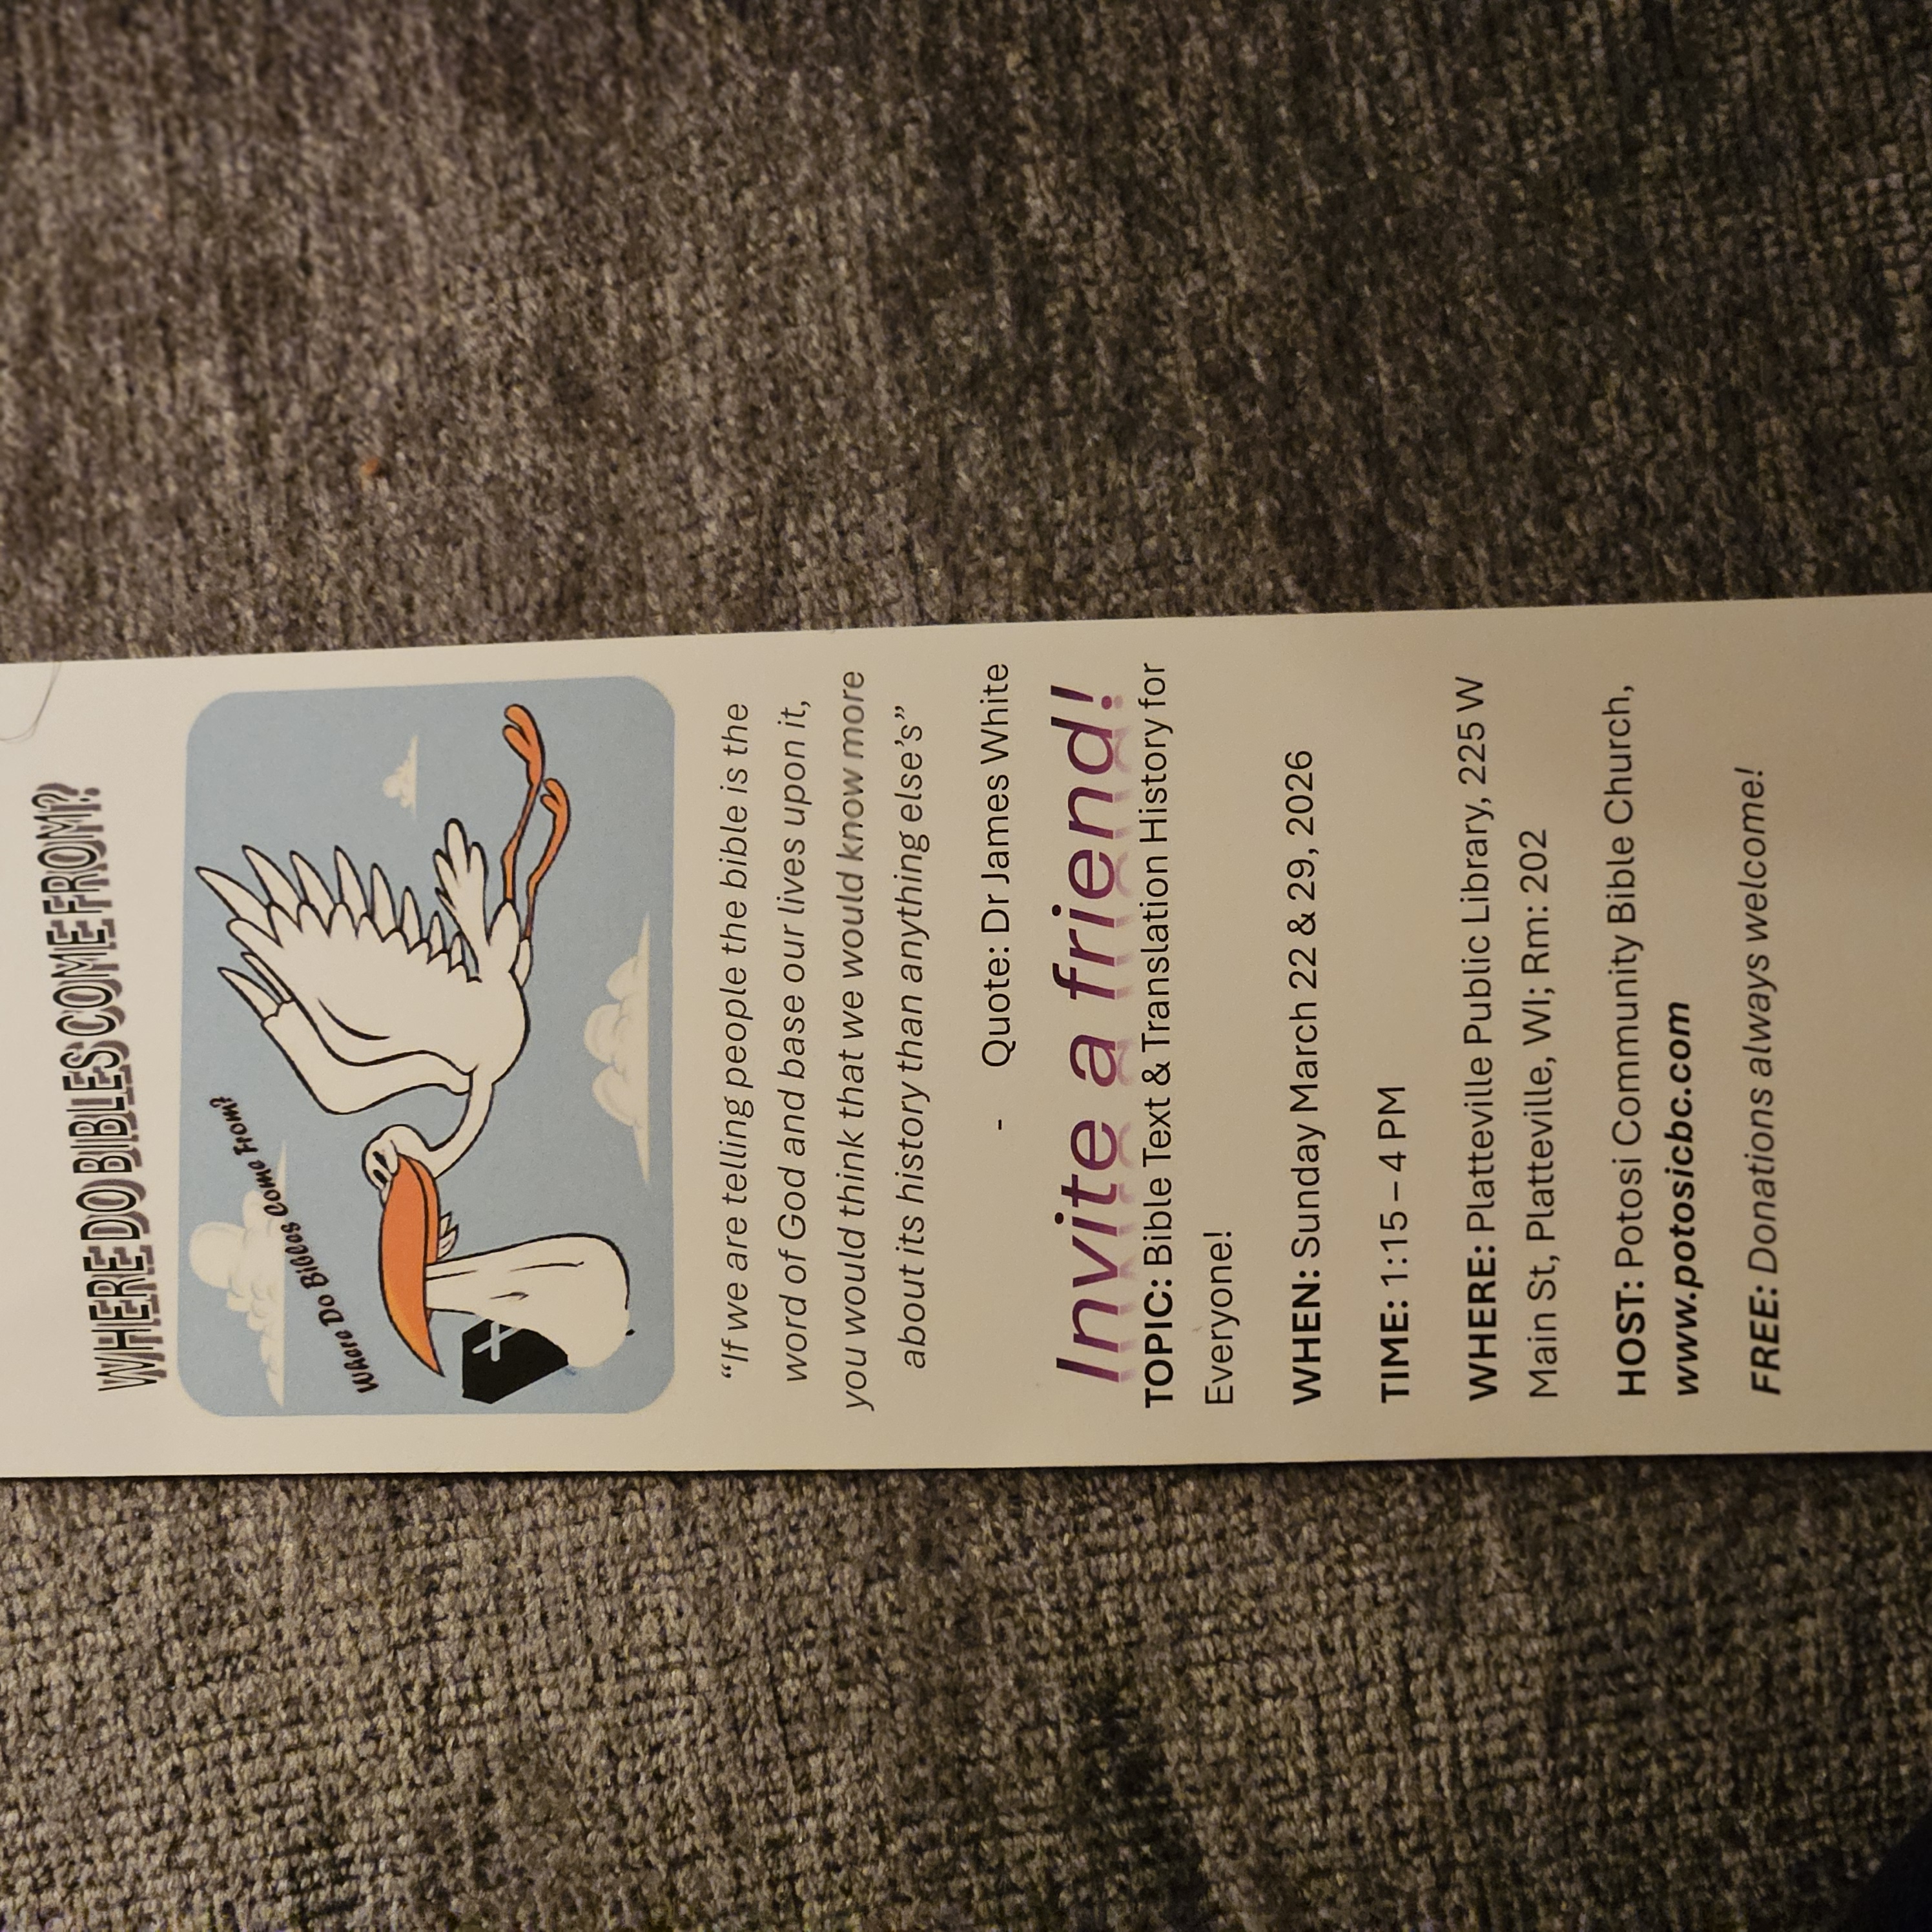 WHERE DO BIBLES COME FROM?
Where Do Bibles Come From?
“If we are telling people the bible is the
word of God and base our lives upon it,
you would think that we would know more
about its history than anything else’s”
- Quote: Dr James White
Invite a friend!
TOPIC: Bible Text & Translation History for
Everyone!
WHEN: Sunday March 22 & 29, 2026
TIME: 1:15 – 4 PM
WHERE: Platteville Public Library, 225 W
Main St, Platteville, WI; Rm: 202
HOST: Potosi Community Bible Church,
www.potosicbc.com
FREE: Donations always welcome!